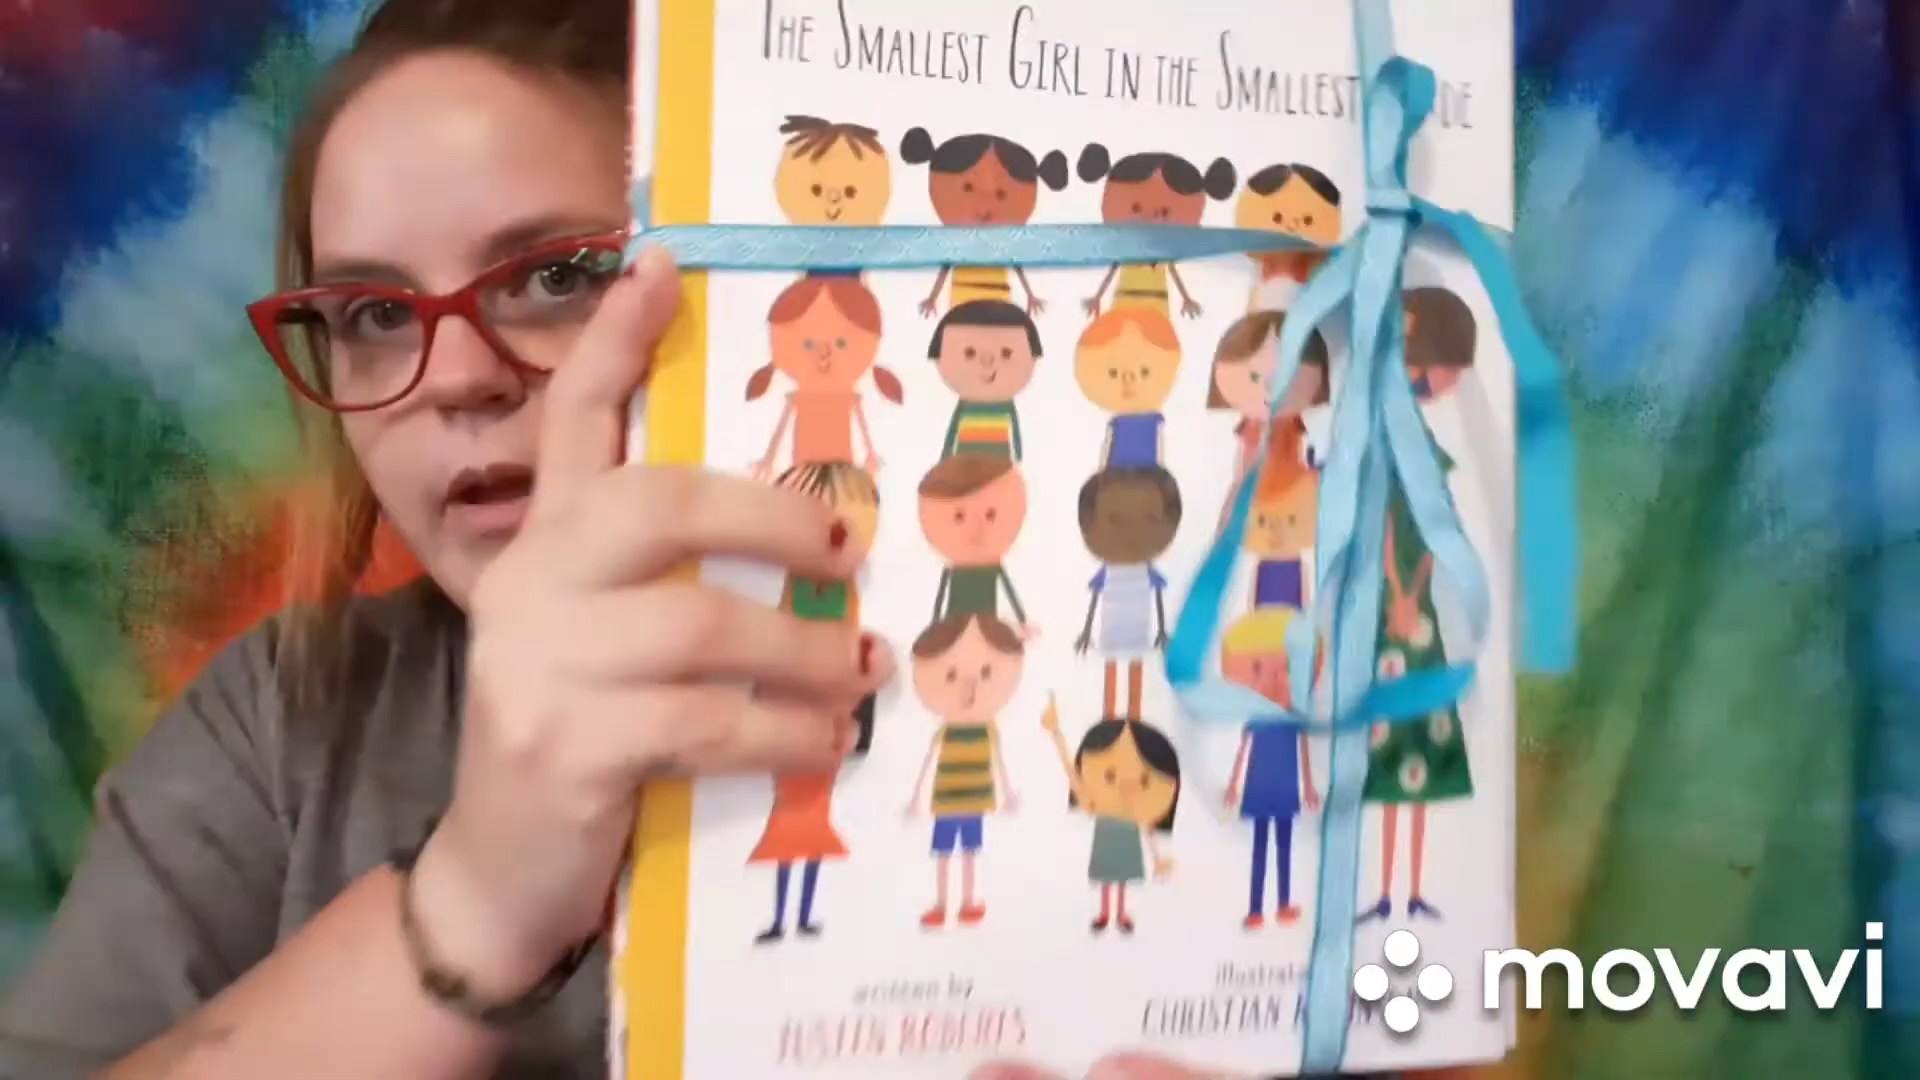 THE SMALLEST GIRL IN THE SMALLEST
written by
JUSTIN ROBERTS
CHRISTIAN
movavi